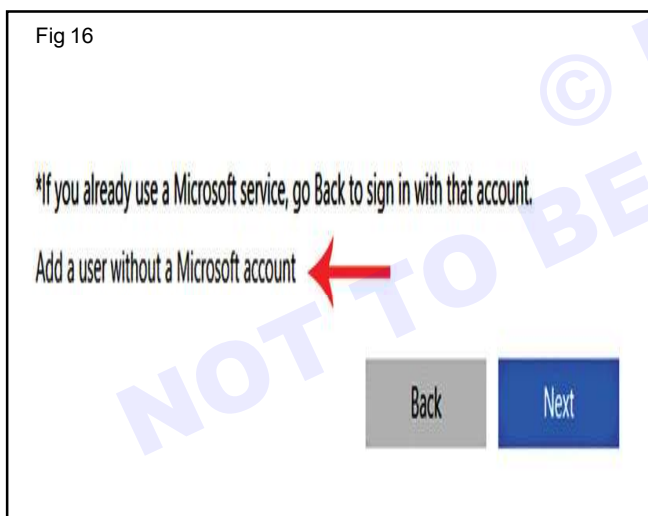 Fig 16
©
*If you already use a Microsoft service, go Back to sign in with that account.
Add a user without a Microsoft account
NOT TO BE
Back
Next